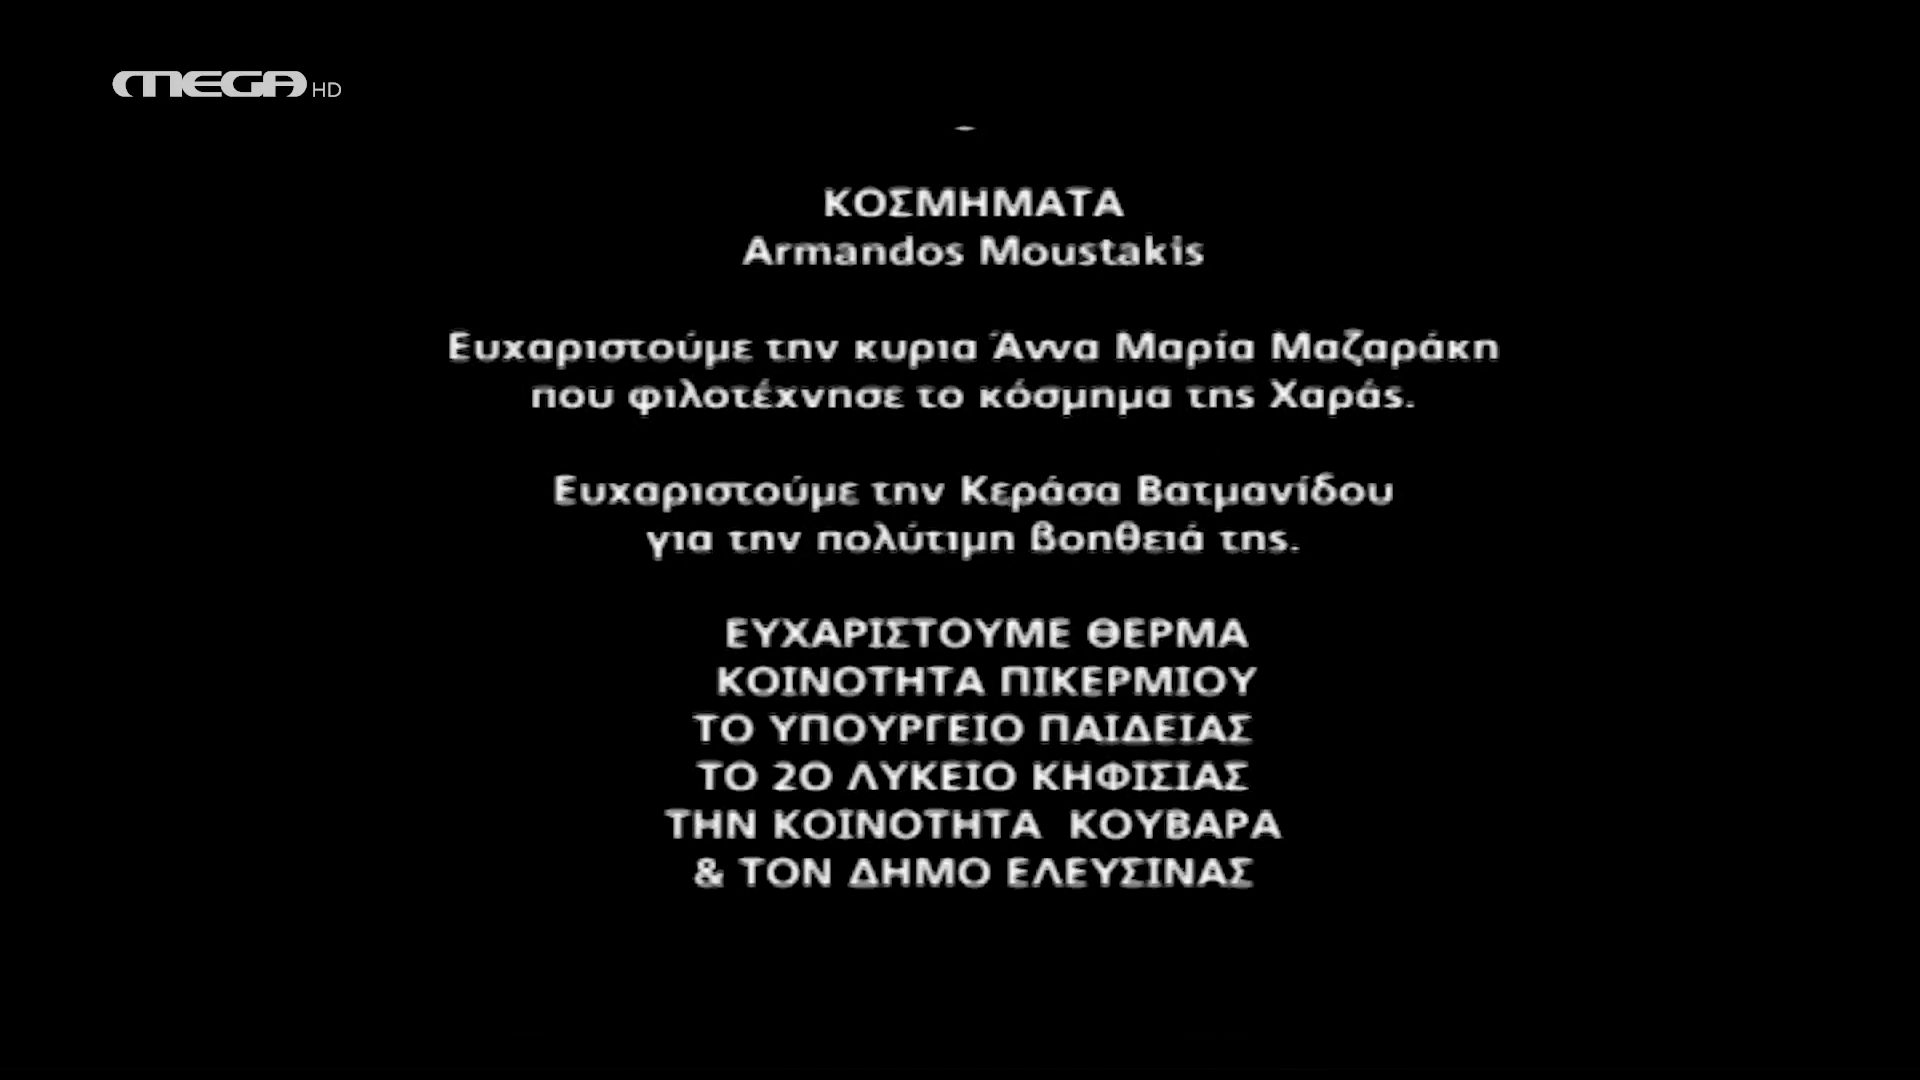 MEGA HD
ΚΟΣΜΗΜΑΤΑ
Armandos Moustakis
Ευχαριστούμε την κυρια Άννα Μαρία Μαζαράκη
που φιλοτέχνησε το κόσμημα της Χαράς.
Ευχαριστούμε την Κεράσα Βατμανίδου
για την πολύτιμη βοηθειά της.
ΕΥΧΑΡΙΣΤΟΥΜΕ ΘΕΡΜΑ
ΚΟΙΝΟΤΗΤΑ ΠΙΚΕΡΜΙΟΥ
ΤΟ ΥΠΟΥΡΓΕΙΟ ΠΑΙΔΕΙΑΣ
ΤΟ 2Ο ΛΥΚΕΙΟ ΚΗΦΙΣΙΑΣ
ΤΗΝ ΚΟΙΝΟΤΗΤΑ ΚΟΥΒΑΡΑ
& ΤΟΝ ΔΗΜΟ ΕΛΕΥΣΙΝΑΣ